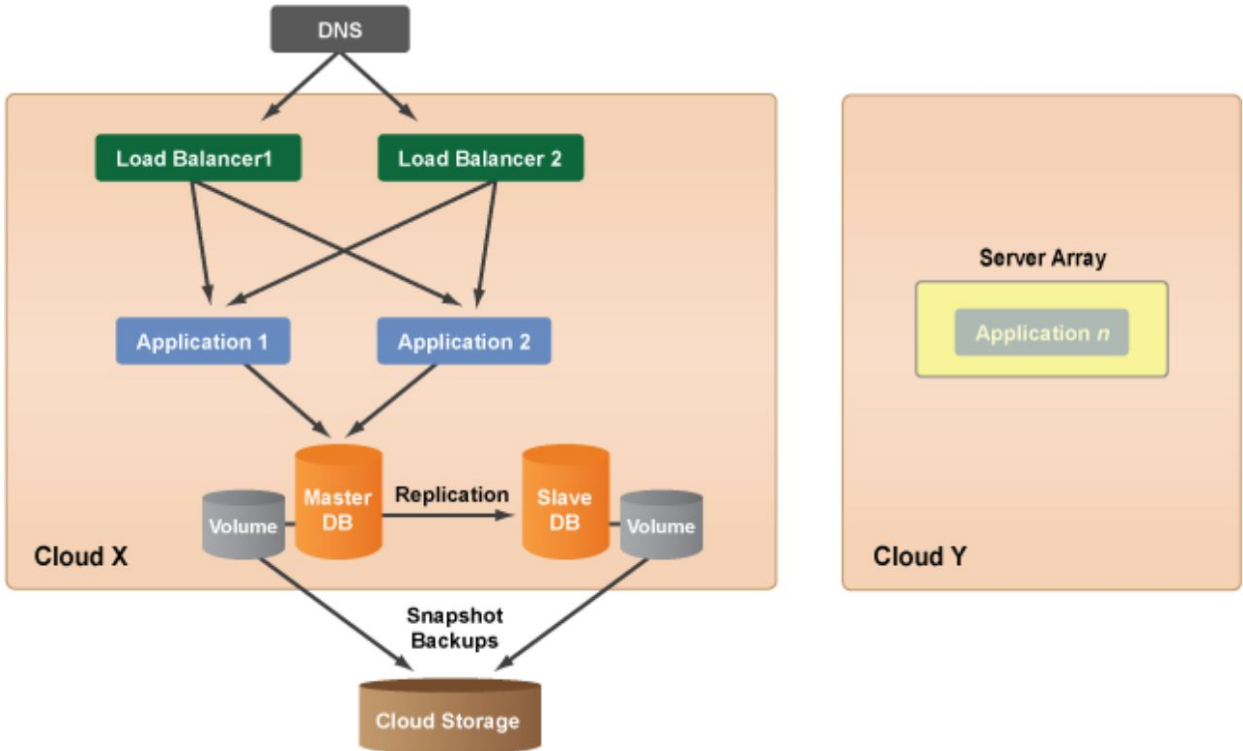 DNS
Load Balancer1
Load Balancer 2
Server Array
Application 1
Application 2
Application n
Master
DB
Replication
Slave
DB
Volume
Volume
Cloud X
Cloud Y
Snapshot
Backups
Cloud Storage